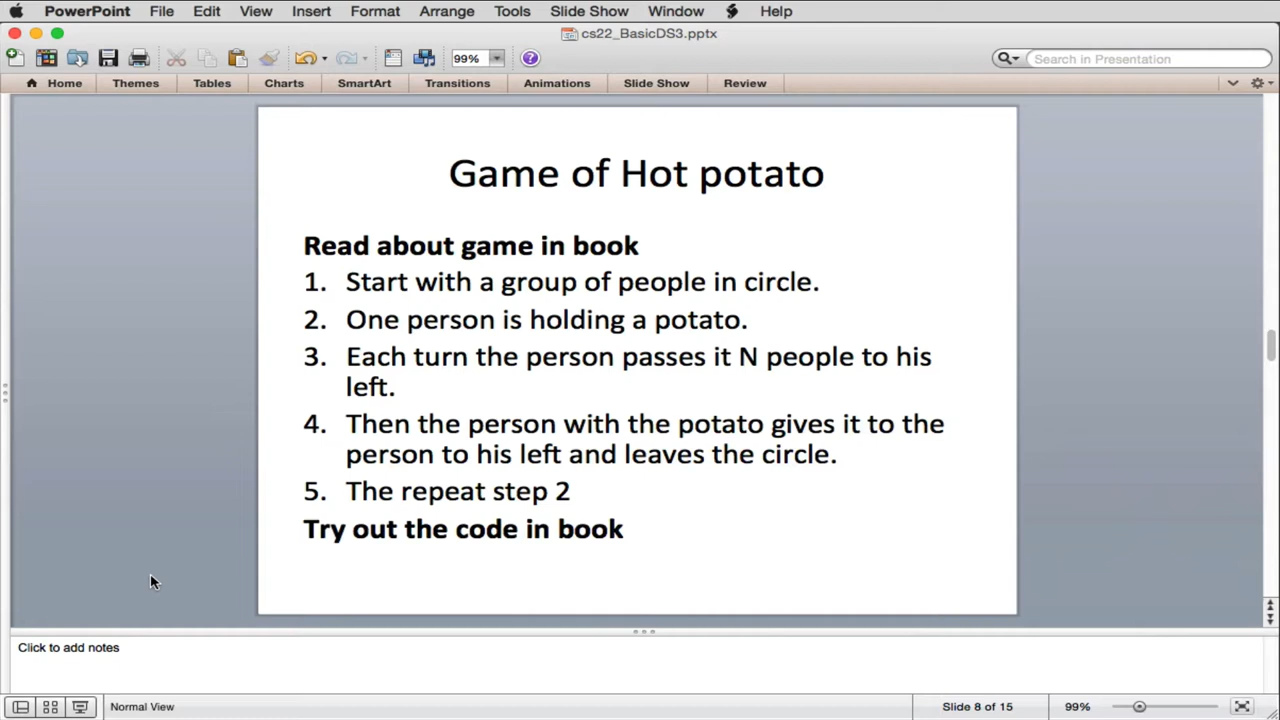 PowerPoint File Edit View Insert Format Arrange Tools Slide Show Window Help
cs22_BasicDS3.pptx
99% Search in Presentation
Home Themes Tables Charts SmartArt Transitions Animations Slide Show Review
Game of Hot potato
Read about game in book
1. Start with a group of people in circle.
2. One person is holding a potato.
3. Each turn the person passes it N people to his
left.
4. Then the person with the potato gives it to the
person to his left and leaves the circle.
5. The repeat step 2
Try out the code in book
Click to add notes
Normal View Slide 8 of 15 99%